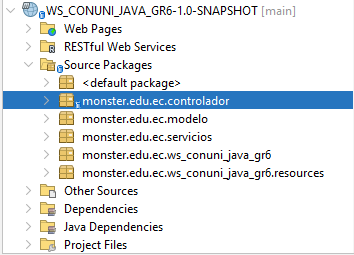 WS_CONUNI_JAVA_GR6-1.0-SNAPSHOT [main]
Web Pages
RESTful Web Services
Source Packages
<default package>
monster.edu.ec.controlador
monster.edu.ec.modelo
monster.edu.ec.servicios
monster.edu.ec.ws_conuni_java_gr6
monster.edu.ec.ws_conuni_java_gr6.resources
Other Sources
Dependencies
Java Dependencies
Project Files